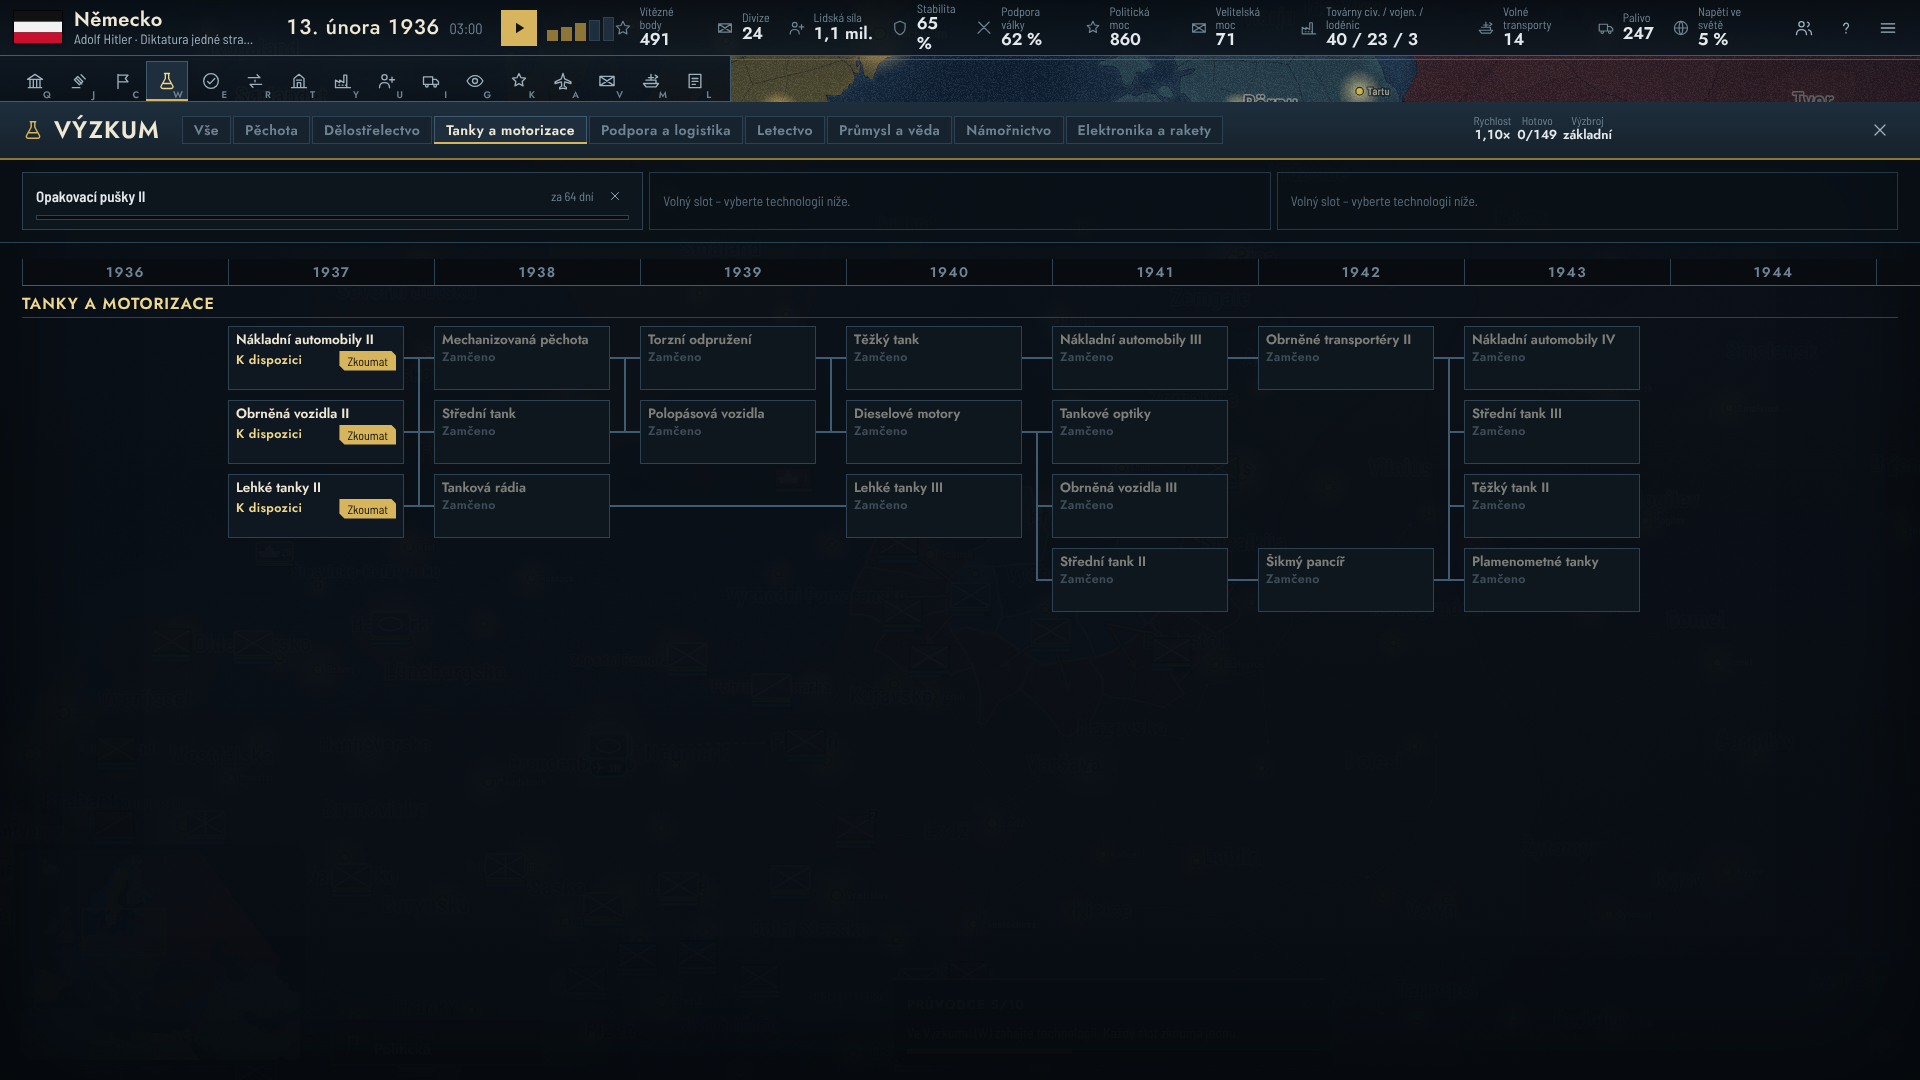 Německo
Adolf Hitler · Diktatura jedné stra...
13. února 1936 03:00
Vítězné body 491
Divize 24
Lidská síla 1,1 mil.
Stabilita 65 %
Podpora války 62 %
Politická moc 860
Velitelská moc 71
Továrny civ. / vojen. / loděnic 40 / 23 / 3
Volné transporty 14
Palivo 247
Napětí ve světě 5 %
?
Q J C W E R T Y U I G K A V M L
Tartu
VÝZKUM
Vše
Pěchota
Dělostřelectvo
Tanky a motorizace
Podpora a logistika
Letectvo
Průmysl a věda
Námořnictvo
Elektronika a rakety
Rychlost 1,10×
Hotovo 0/149
Výzbroj základní
Opakovací pušky II
za 64 dní
Volný slot – vyberte technologii níže.
Volný slot – vyberte technologii níže.
1936 1937 1938 1939 1940 1941 1942 1943 1944
TANKY A MOTORIZACE
Nákladní automobily II
K dispozici
Zkoumat
Mechanizovaná pěchota
Zamčeno
Torzní odpružení
Zamčeno
Těžký tank
Zamčeno
Nákladní automobily III
Zamčeno
Obrněné transportéry II
Zamčeno
Nákladní automobily IV
Zamčeno
Obrněná vozidla II
K dispozici
Zkoumat
Střední tank
Zamčeno
Polopásová vozidla
Zamčeno
Dieselové motory
Zamčeno
Tankové optiky
Zamčeno
Střední tank III
Zamčeno
Lehké tanky II
K dispozici
Zkoumat
Tanková rádia
Zamčeno
Lehké tanky III
Zamčeno
Obrněná vozidla III
Zamčeno
Těžký tank II
Zamčeno
Střední tank II
Zamčeno
Šikmý pancíř
Zamčeno
Plamenometné tanky
Zamčeno